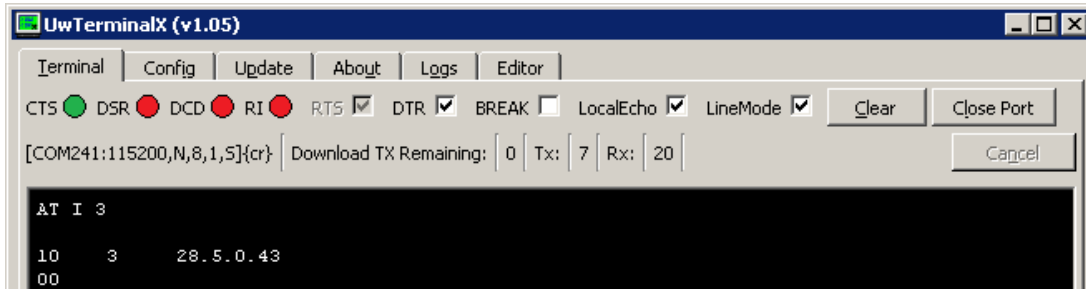 UwTerminalX (v1.05)
Terminal Config Update About Logs Editor
CTS DSR DCD RI RTS DTR BREAK LocalEcho LineMode Clear Close Port
[COM241:115200,N,8,1,S]{cr} Download TX Remaining: 0 Tx: 7 Rx: 20 Cancel
AT I 3
10 3 28.5.0.43
00